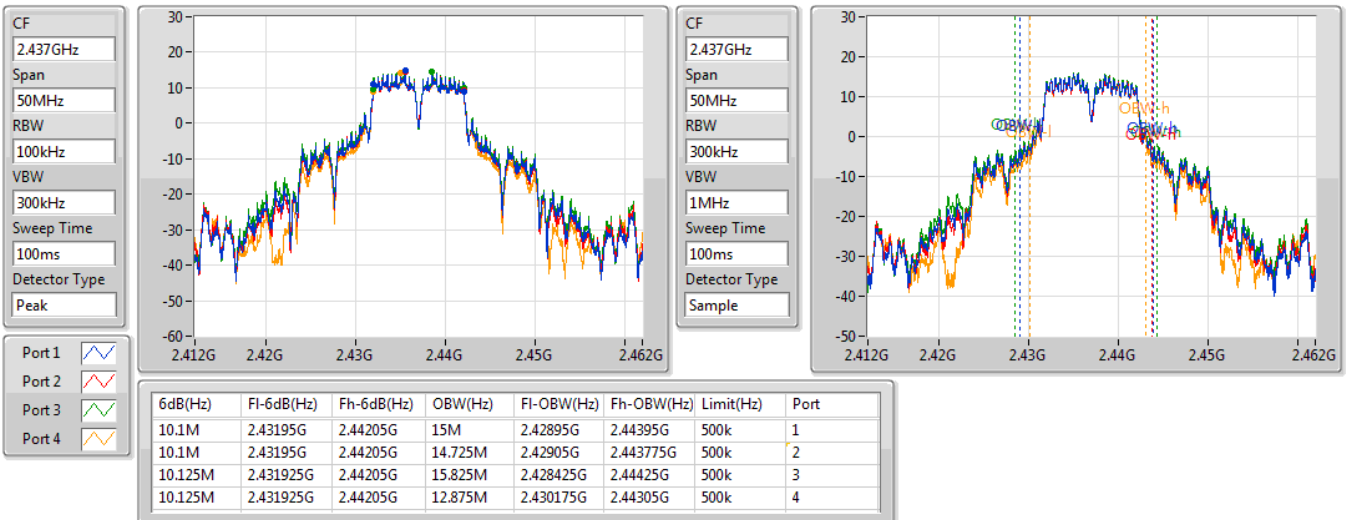 CF
2.437GHz
Span
50MHz
RBW
100kHz
VBW
300kHz
Sweep Time
100ms
Detector Type
Peak
30
20
10
0
-10
-20
-30
-40
-50
-60
2.412G 2.42G 2.43G 2.44G 2.45G 2.462G
CF
2.437GHz
Span
50MHz
RBW
300kHz
VBW
1MHz
Sweep Time
100ms
Detector Type
Sample
30
20
10
0
-10
-20
-30
-40
-50
OBW-h
2.412G 2.42G 2.43G 2.44G 2.45G 2.462G
Port 1
Port 2
Port 3
Port 4
6dB(Hz) Fl-6dB(Hz) Fh-6dB(Hz) OBW(Hz) Fl-OBW(Hz) Fh-OBW(Hz) Limit(Hz) Port
10.1M 2.43195G 2.44205G 15M 2.42895G 2.44395G 500k 1
10.1M 2.43195G 2.44205G 14.725M 2.42905G 2.443775G 500k 2
10.125M 2.431925G 2.44205G 15.825M 2.428425G 2.44425G 500k 3
10.125M 2.431925G 2.44205G 12.875M 2.430175G 2.44305G 500k 4